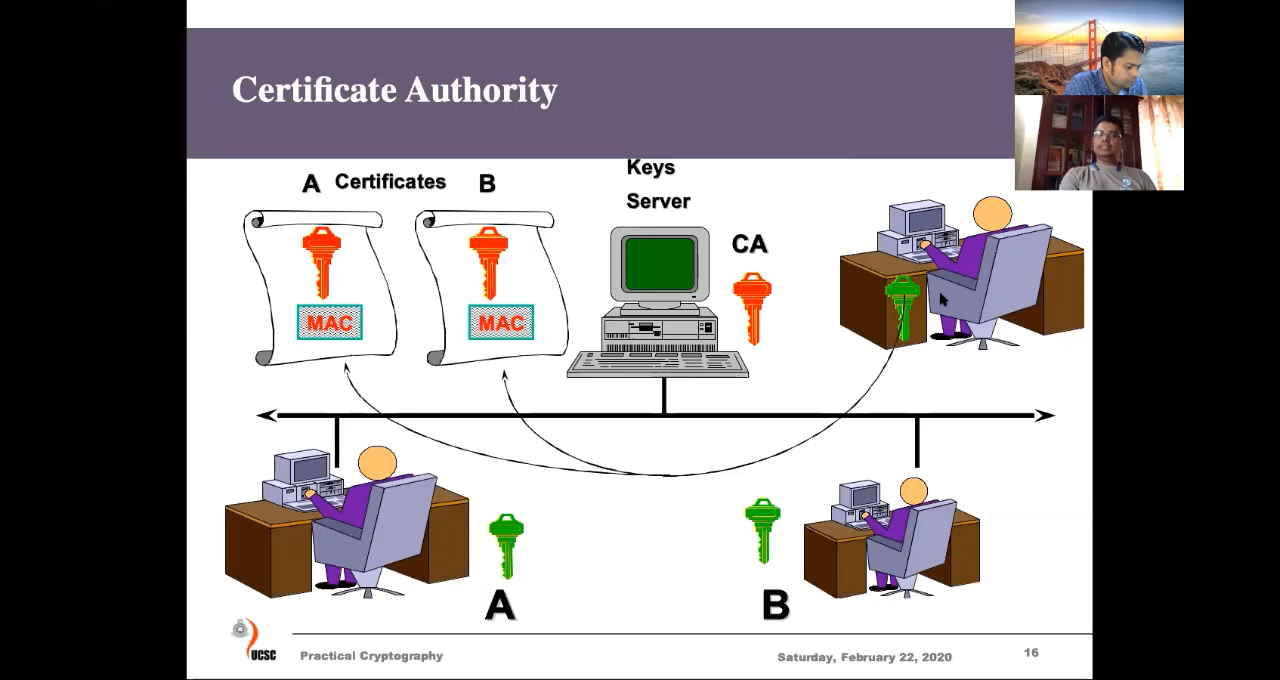 Certificate Authority
A Certificates B
Keys
Server
CA
MAC
MAC
A
B
UCSC
Practical Cryptography
Saturday, February 22, 2020
16